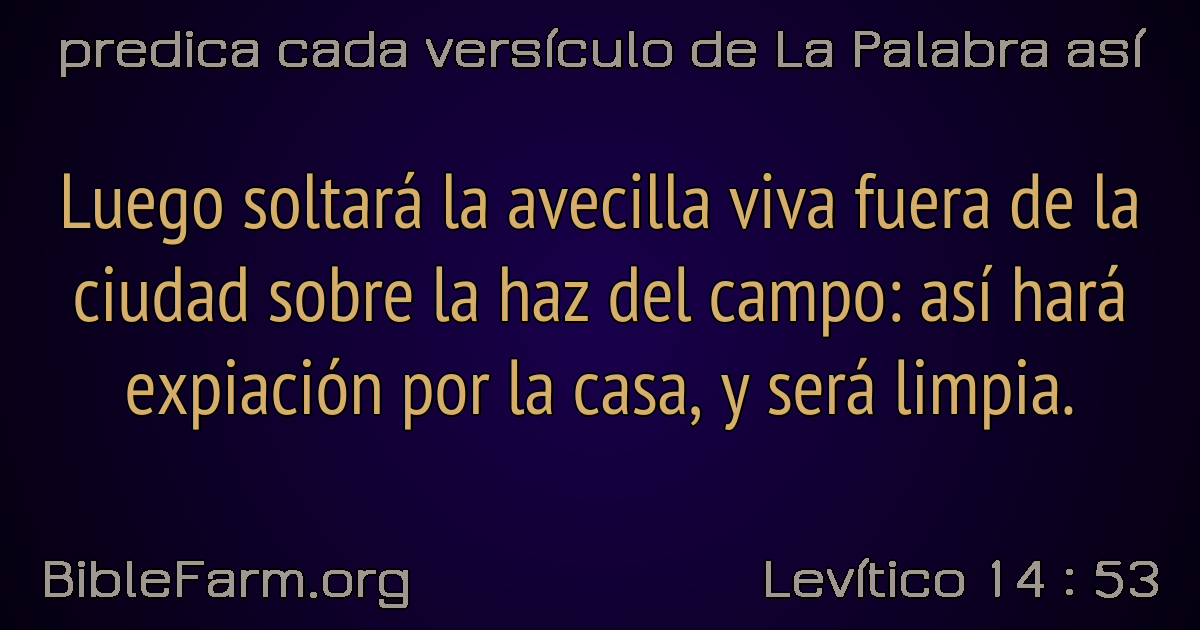 predica cada versículo de La Palabra así
Luego soltará la avecilla viva fuera de la
ciudad sobre la haz del campo: así hará
expiación por la casa, y será limpia.
BibleFarm.org
Levítico 14 : 53